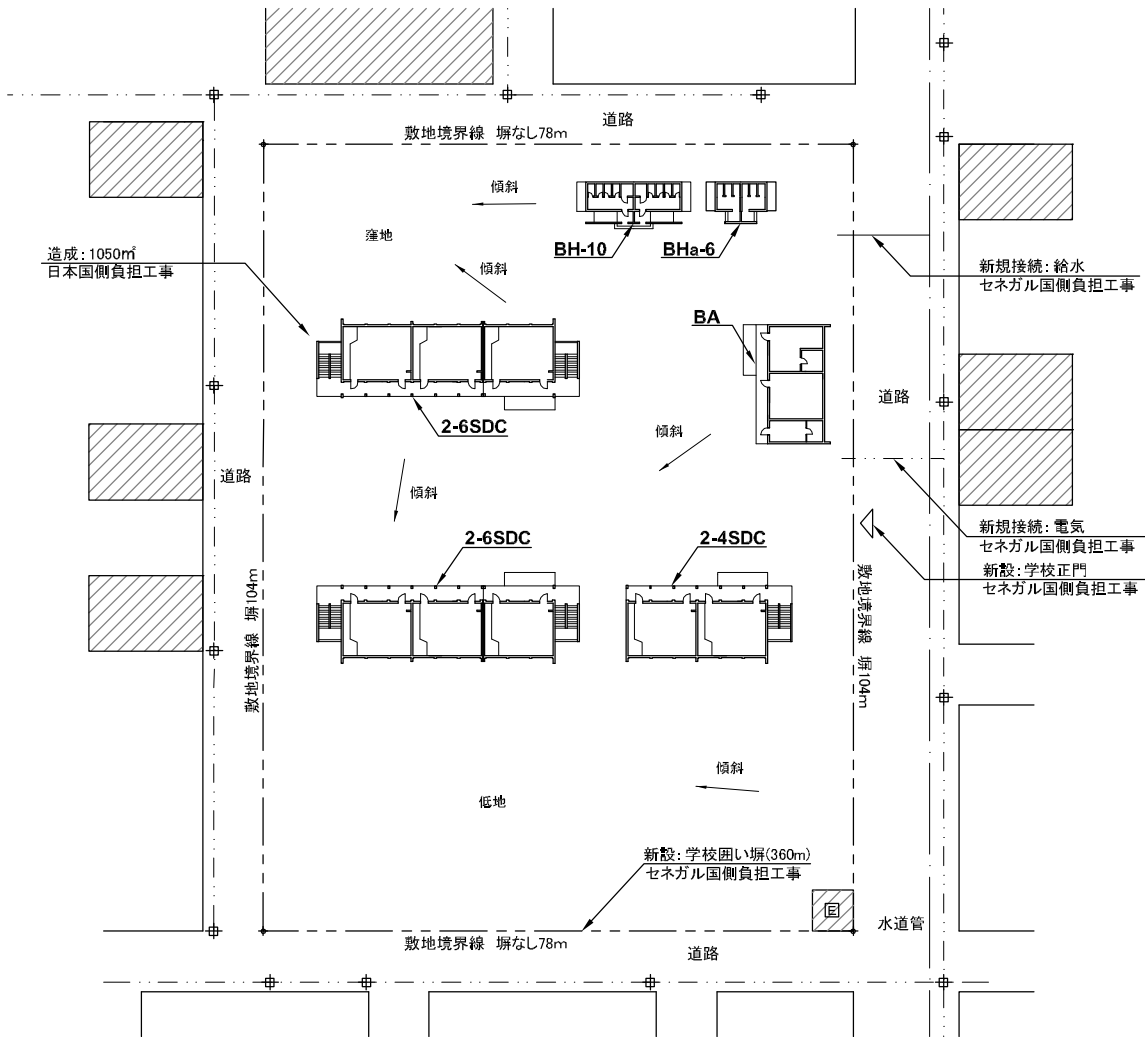 道路
敷地境界線 塀なし78m
傾斜
窪地
BH-10
BHa-6
造成：1050㎡
日本国側負担工事
傾斜
新規接続：給水
セネガル国側負担工事
BA
道路
2-6SDC
傾斜
道路
傾斜
新規接続：電気
セネガル国側負担工事
2-6SDC
2-4SDC
新設：学校正門
セネガル国側負担工事
敷地境界線 塀104m
敷地境界線 塀104m
傾斜
低地
新設：学校囲い塀(360m)
セネガル国側負担工事
E
水道管
敷地境界線 塀なし78m
道路